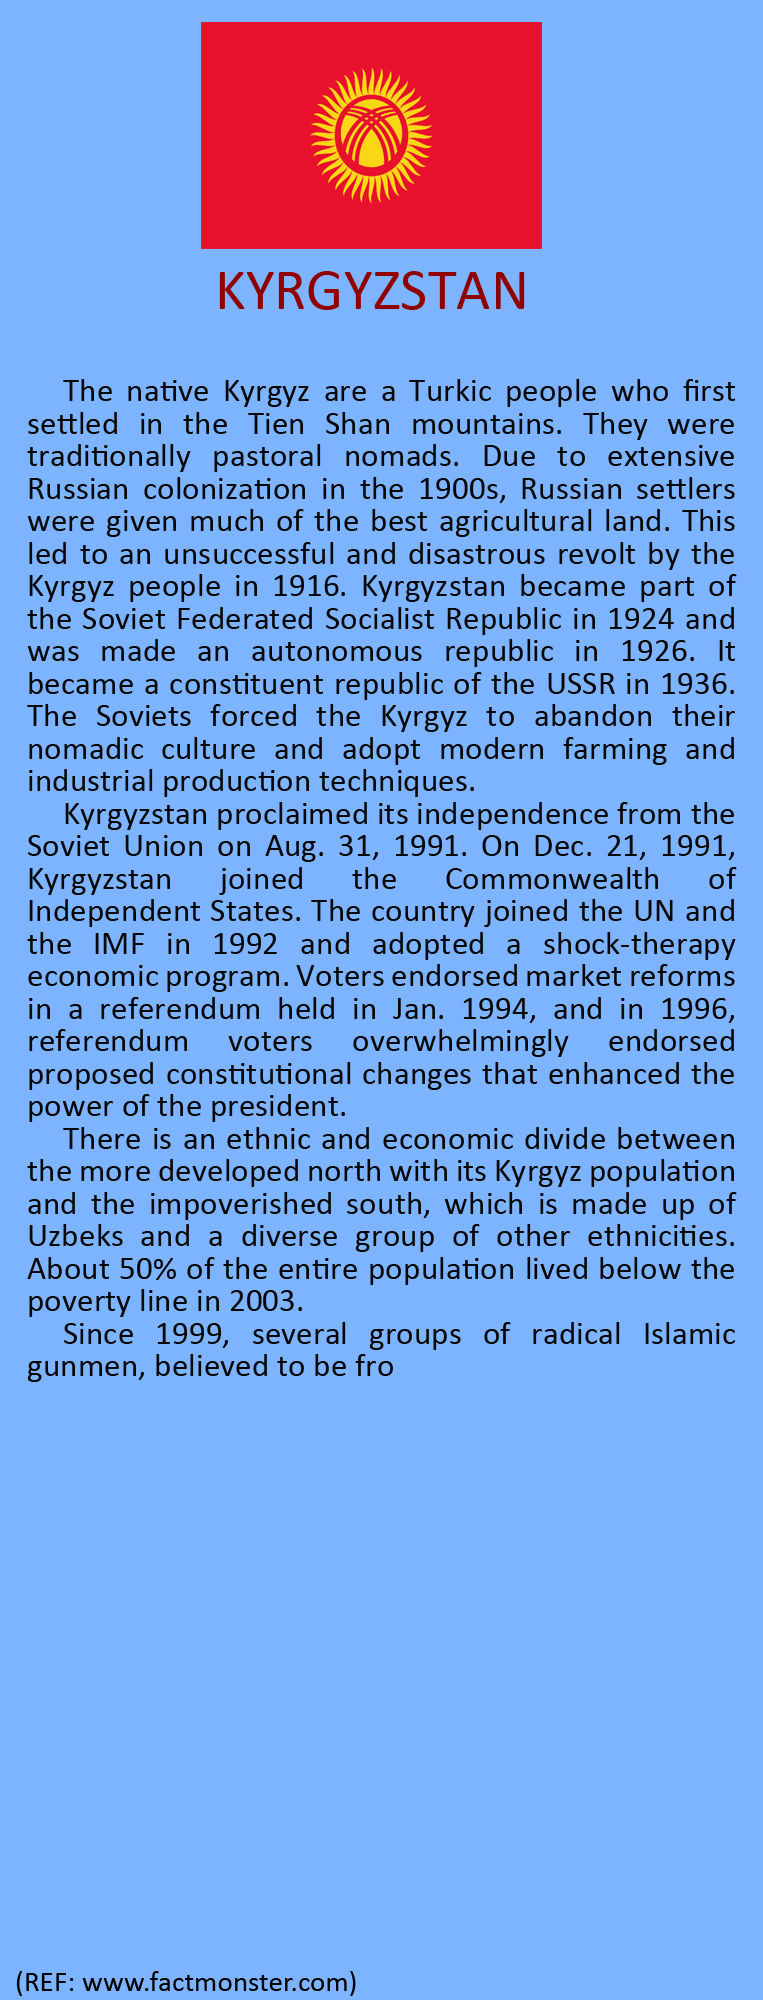 KYRGYZSTAN
The native Kyrgyz are a Turkic people who first
settled in the Tien Shan mountains. They were
traditionally pastoral nomads. Due to extensive
Russian colonization in the 1900s, Russian settlers
were given much of the best agricultural land. This
led to an unsuccessful and disastrous revolt by the
Kyrgyz people in 1916. Kyrgyzstan became part of
the Soviet Federated Socialist Republic in 1924 and
was made an autonomous republic in 1926. It
became a constituent republic of the USSR in 1936.
The Soviets forced the Kyrgyz to abandon their
nomadic culture and adopt modern farming and
industrial production techniques.
Kyrgyzstan proclaimed its independence from the
Soviet Union on Aug. 31, 1991. On Dec. 21, 1991,
Kyrgyzstan joined the Commonwealth of
Independent States. The country joined the UN and
the IMF in 1992 and adopted a shock-therapy
economic program. Voters endorsed market reforms
in a referendum held in Jan. 1994, and in 1996,
referendum voters overwhelmingly endorsed
proposed constitutional changes that enhanced the
power of the president.
There is an ethnic and economic divide between
the more developed north with its Kyrgyz population
and the impoverished south, which is made up of
Uzbeks and a diverse group of other ethnicities.
About 50% of the entire population lived below the
poverty line in 2003.
Since 1999, several groups of radical Islamic
gunmen, believed to be fro
(REF: www.factmonster.com)